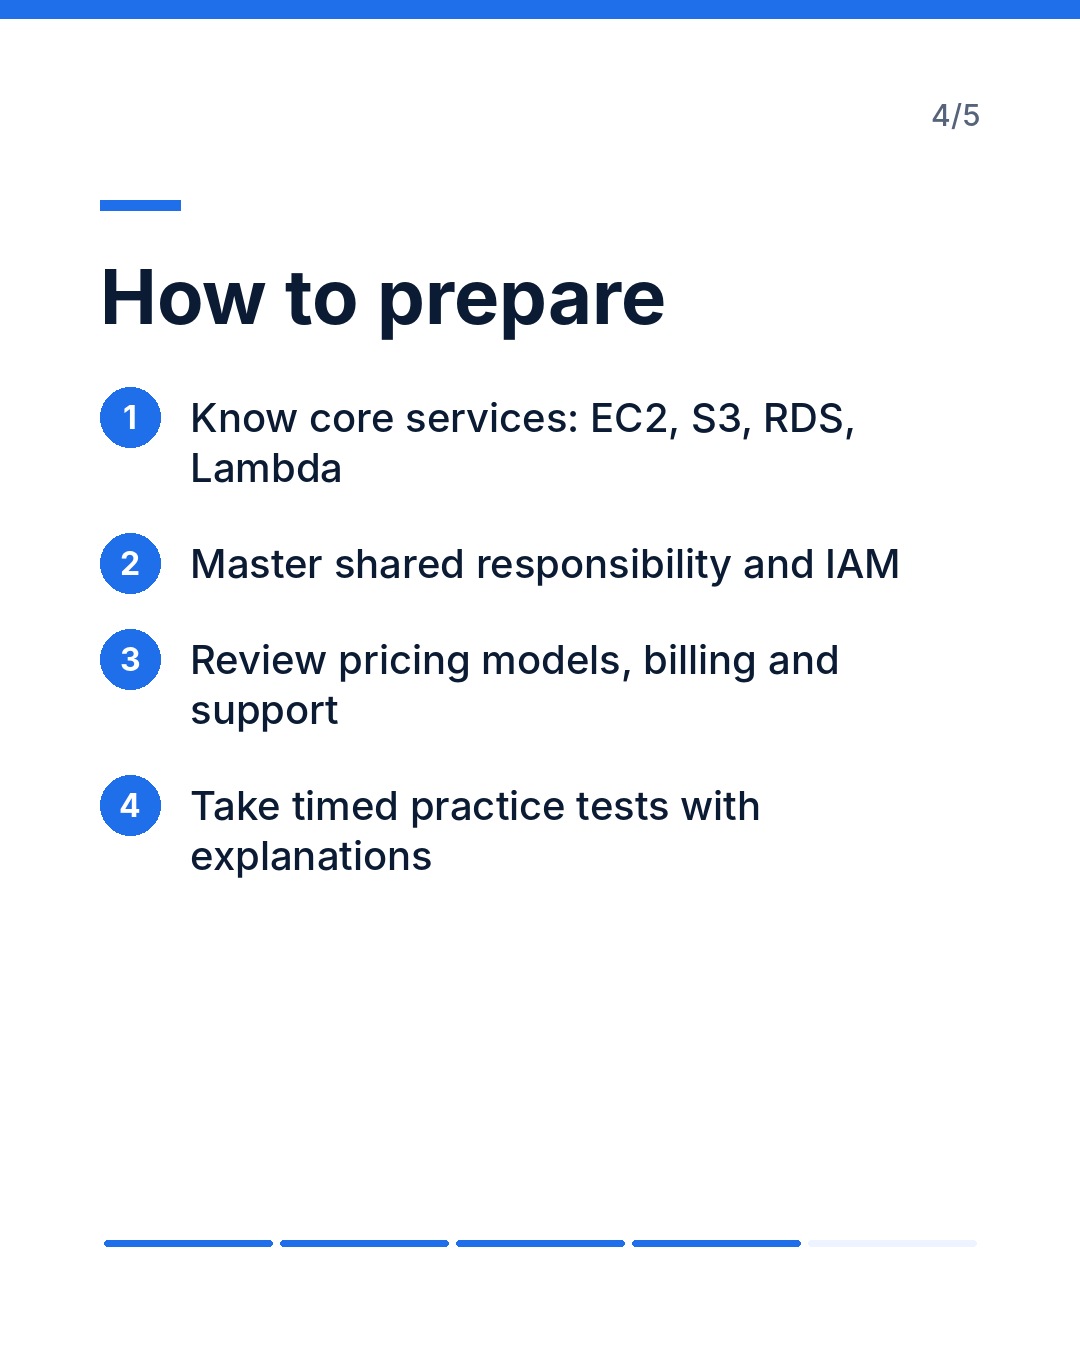 4/5
How to prepare
1 Know core services: EC2, S3, RDS,
Lambda
2 Master shared responsibility and IAM
3 Review pricing models, billing and
support
4 Take timed practice tests with
explanations